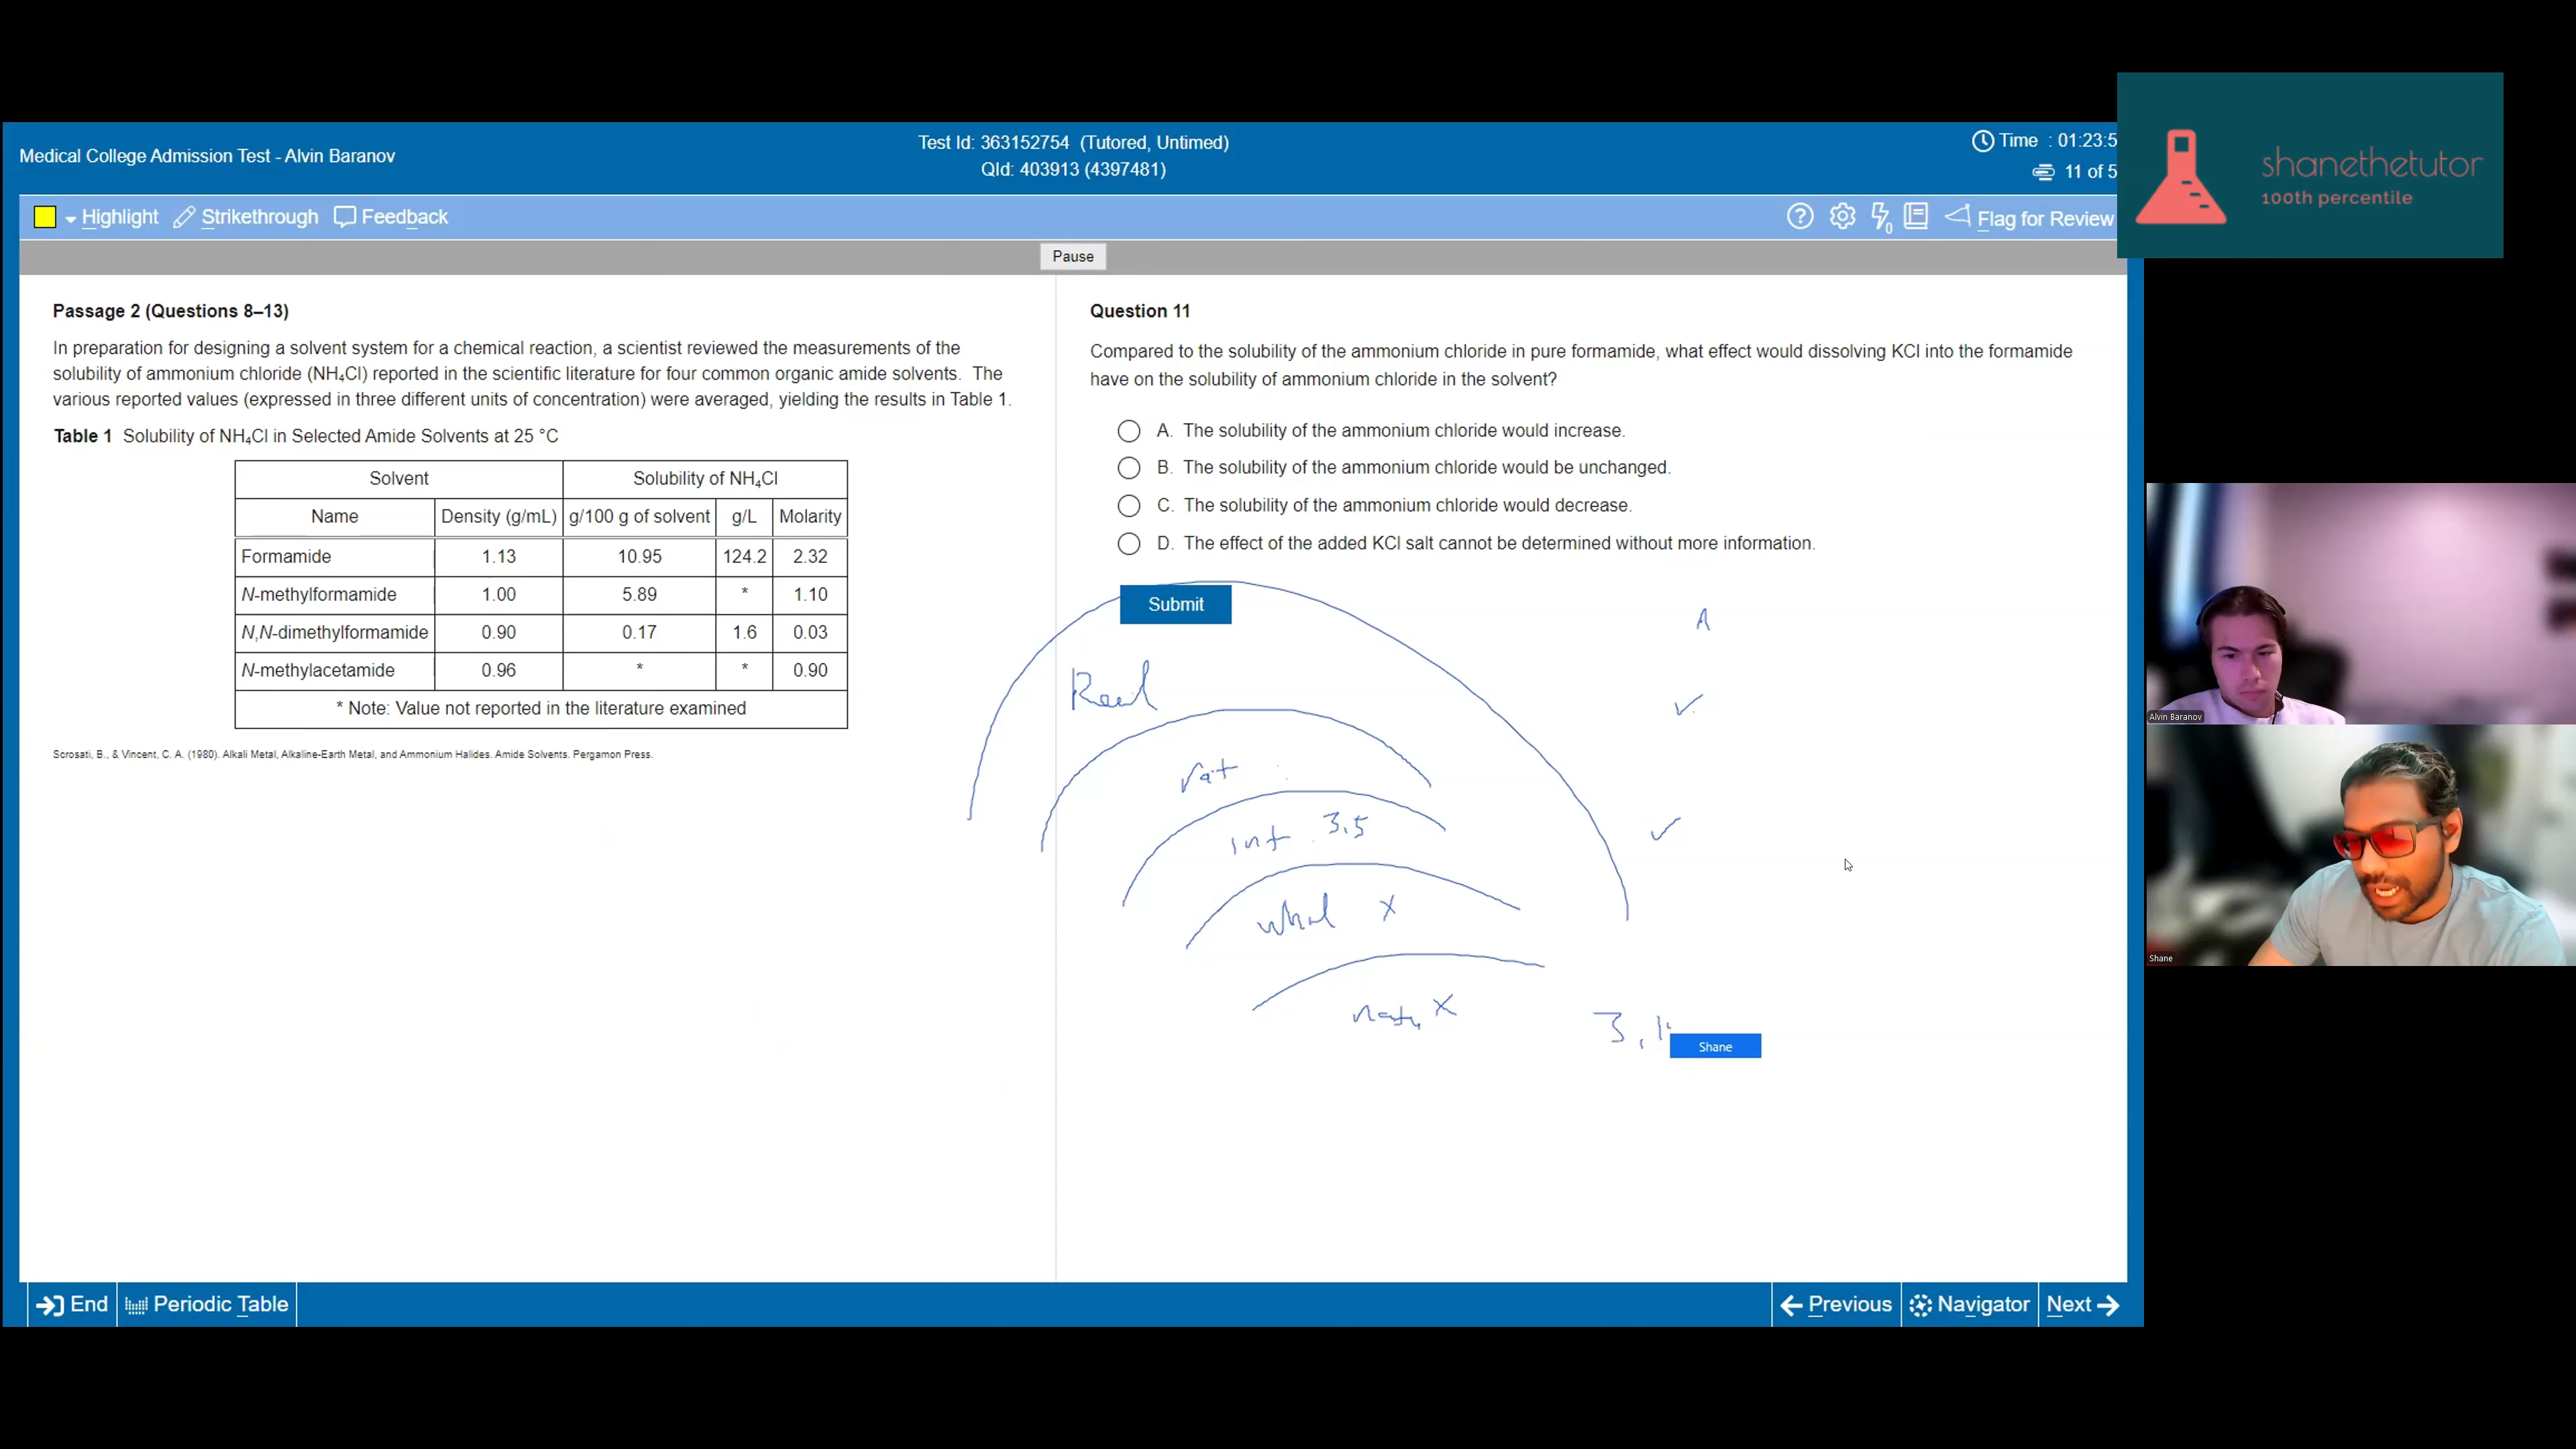 Medical College Admission Test - Alvin Baranov
Test Id: 363152754 (Tutored, Untimed)
QId: 403913 (4397481)
Time : 01:23:5
11 of 5
shanethetutor
100th percentile
Highlight Strikethrough Feedback
0 Flag for Review
Pause
Passage 2 (Questions 8–13)
In preparation for designing a solvent system for a chemical reaction, a scientist reviewed the measurements of the
solubility of ammonium chloride (NH₄Cl) reported in the scientific literature for four common organic amide solvents. The
various reported values (expressed in three different units of concentration) were averaged, yielding the results in Table 1.
Table 1 Solubility of NH₄Cl in Selected Amide Solvents at 25 °C
Solvent Solubility of NH₄Cl
Name Density (g/mL) g/100 g of solvent g/L Molarity
Formamide 1.13 10.95 124.2 2.32
N-methylformamide 1.00 5.89 * 1.10
N,N-dimethylformamide 0.90 0.17 1.6 0.03
N-methylacetamide 0.96 * * 0.90
* Note: Value not reported in the literature examined
Scrosati, B., & Vincent, C. A. (1980). Alkali Metal, Alkaline-Earth Metal, and Ammonium Halides. Amide Solvents. Pergamon Press.
Question 11
Compared to the solubility of the ammonium chloride in pure formamide, what effect would dissolving KCl into the formamide
have on the solubility of ammonium chloride in the solvent?
A. The solubility of the ammonium chloride would increase.
B. The solubility of the ammonium chloride would be unchanged.
C. The solubility of the ammonium chloride would decrease.
D. The effect of the added KCl salt cannot be determined without more information.
Submit
Real
rat
int 3.5
whol x
nat x
Shane
Alvin Baranov
Shane
End Periodic Table
Previous Navigator Next